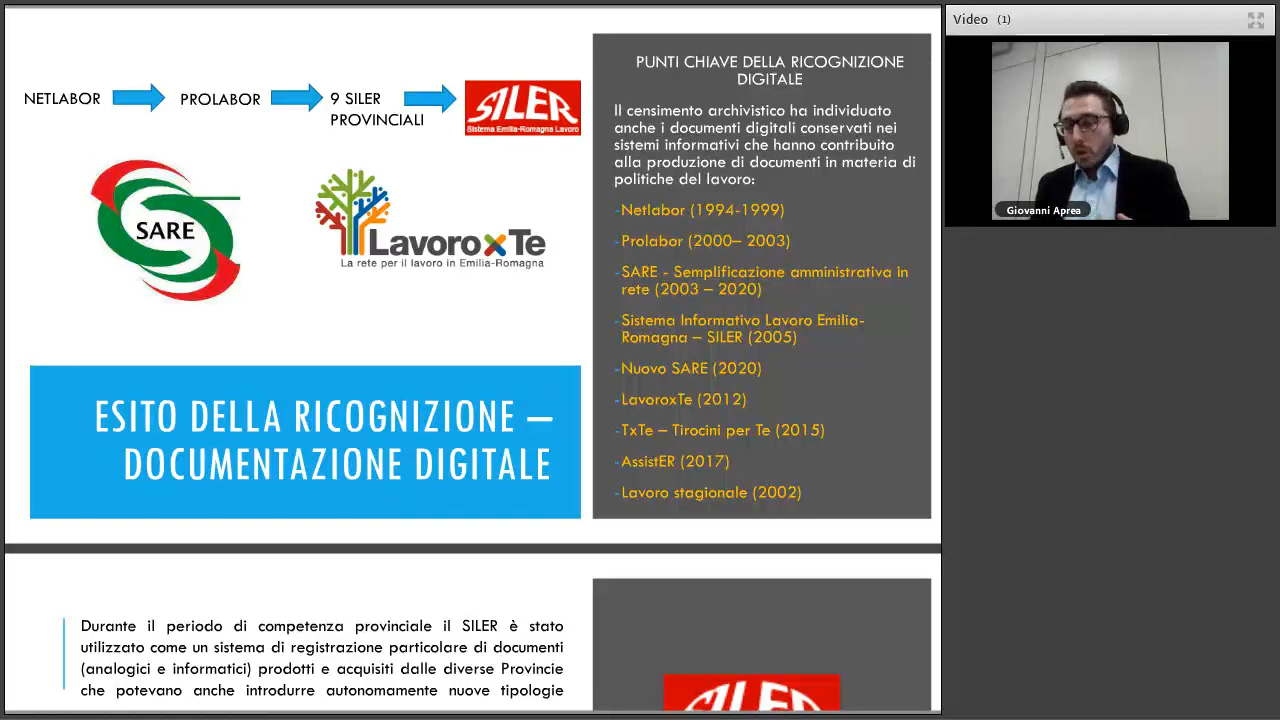 NETLABOR
PROLABOR
9 SILER
PROVINCIALI
SILER
Sistema Emilia-Romagna Lavoro
SARE
LavoroxTe
La rete per il lavoro in Emilia-Romagna
ESITO DELLA RICOGNIZIONE –
DOCUMENTAZIONE DIGITALE
PUNTI CHIAVE DELLA RICOGNIZIONE
DIGITALE
Il censimento archivistico ha individuato
anche i documenti digitali conservati nei
sistemi informativi che hanno contribuito
alla produzione di documenti in materia di
politiche del lavoro:
-Netlabor (1994-1999)
-Prolabor (2000– 2003)
-SARE - Semplificazione amministrativa in
rete (2003 – 2020)
-Sistema Informativo Lavoro Emilia-
Romagna – SILER (2005)
-Nuovo SARE (2020)
-LavoroxTe (2012)
-TxTe – Tirocini per Te (2015)
-AssistER (2017)
-Lavoro stagionale (2002)
Durante il periodo di competenza provinciale il SILER è stato
utilizzato come un sistema di registrazione particolare di documenti
(analogici e informatici) prodotti e acquisiti dalle diverse Provincie
che potevano anche introdurre autonomamente nuove tipologie
SILER
Video (1)
Giovanni Aprea